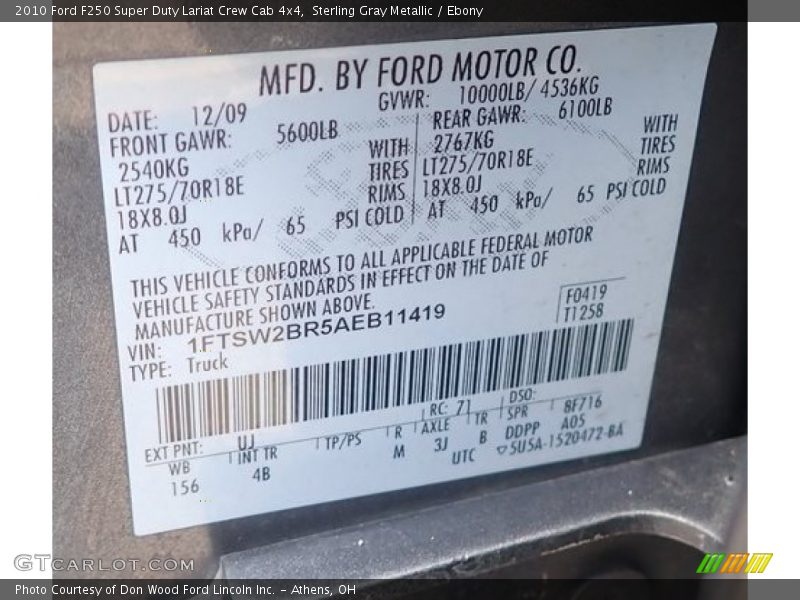 2010 Ford F250 Super Duty Lariat Crew Cab 4x4, Sterling Gray Metallic / Ebony
MFD. BY FORD MOTOR CO.
DATE: 12/09 GVWR: 10000LB/ 4536KG
FRONT GAWR: 5600LB REAR GAWR: 6100LB
2540KG WITH 2767KG WITH
LT275/70R18E TIRES LT275/70R18E TIRES
18X8.0J RIMS 18X8.0J RIMS
AT 450 kPa/ 65 PSI COLD AT 450 kPa/ 65 PSI COLD
THIS VEHICLE CONFORMS TO ALL APPLICABLE FEDERAL MOTOR
VEHICLE SAFETY STANDARDS IN EFFECT ON THE DATE OF
MANUFACTURE SHOWN ABOVE.
F0419
VIN: 1FTSW2BR5AEB11419
T1258
TYPE: Truck
EXT PNT: UJ RC: 71 DSO:
WB INT TR TP/PS R AXLE TR SPR 8F716
156 4B M 3J B DDPP A05
UTC ▽5U5A-1520472-BA
GTCARLOT.COM
Photo Courtesy of Don Wood Ford Lincoln Inc. – Athens, OH